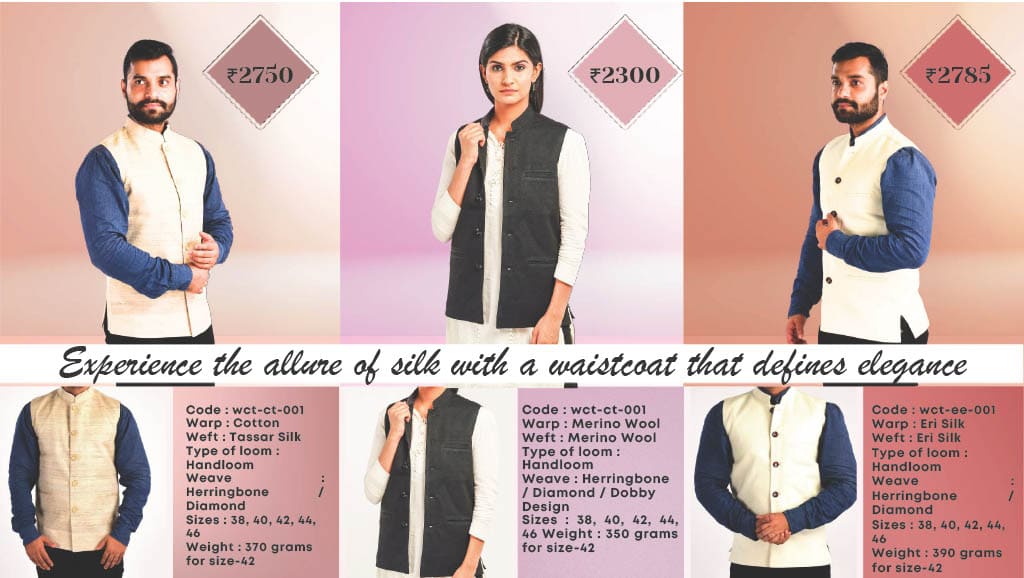 ₹2750
₹2300
₹2785
Experience the allure of silk with a waistcoat that defines elegance
Code : wct-ct-001
Warp : Cotton
Weft : Tassar Silk
Type of loom :
Handloom
Weave :
Herringbone /
Diamond
Sizes : 38, 40, 42, 44,
46
Weight : 370 grams
for size-42
Code : wct-ct-001
Warp : Merino Wool
Weft : Merino Wool
Type of loom :
Handloom
Weave : Herringbone
/ Diamond / Dobby
Design
Sizes : 38, 40, 42, 44,
46 Weight : 350 grams
for size-42
Code : wct-ee-001
Warp : Eri Silk
Weft : Eri Silk
Type of loom :
Handloom
Weave :
Herringbone /
Diamond
Sizes : 38, 40, 42, 44,
46
Weight : 390 grams
for size-42